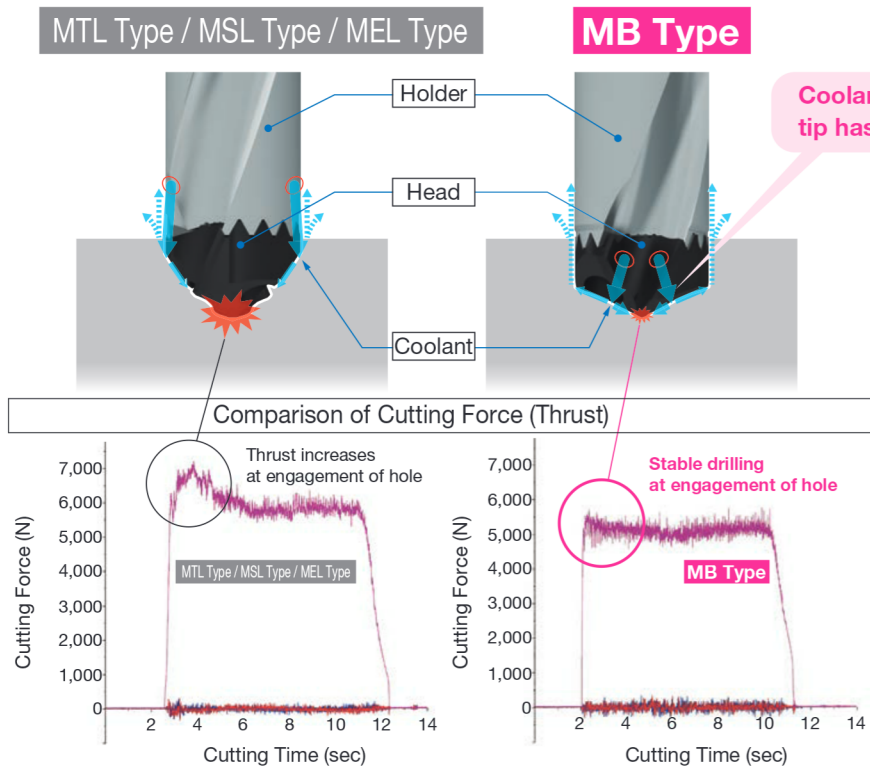 MTL Type / MSL Type / MEL Type
MB Type
Holder
Head
Coolant
Coolan
tip has
Comparison of Cutting Force (Thrust)
Cutting Force (N)
7,000
6,000
5,000
4,000
3,000
2,000
1,000
0
2
4
6
8
10
12
14
Cutting Time (sec)
Thrust increases
at engagement of hole
MTL Type / MSL Type / MEL Type
Cutting Force (N)
7,000
6,000
5,000
4,000
3,000
2,000
1,000
0
2
4
6
8
10
12
14
Cutting Time (sec)
Stable drilling
at engagement of hole
MB Type